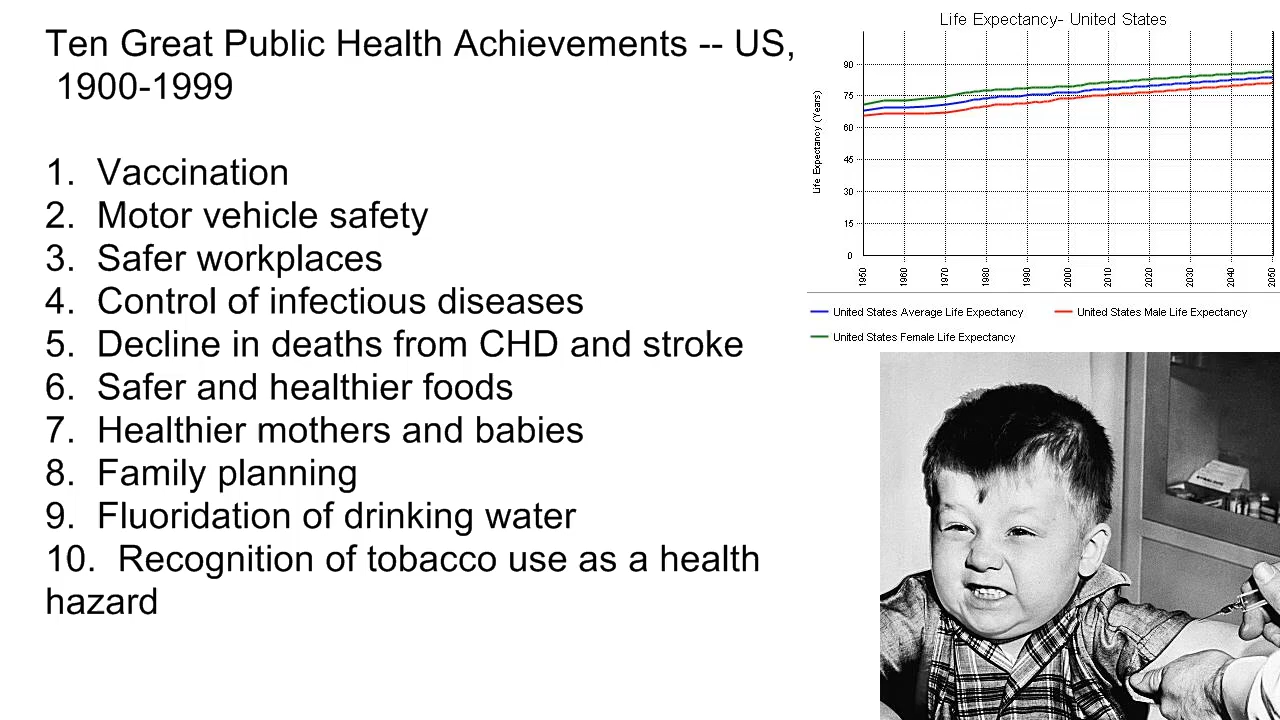 Ten Great Public Health Achievements -- US,
1900-1999
1. Vaccination
2. Motor vehicle safety
3. Safer workplaces
4. Control of infectious diseases
5. Decline in deaths from CHD and stroke
6. Safer and healthier foods
7. Healthier mothers and babies
8. Family planning
9. Fluoridation of drinking water
10. Recognition of tobacco use as a health
hazard
Life Expectancy- United States
Life Expectancy (Years)
90
75
60
45
30
15
0
1950 1960 1970 1980 1990 2000 2010 2020 2030 2040 2050
United States Average Life Expectancy United States Male Life Expectancy
United States Female Life Expectancy